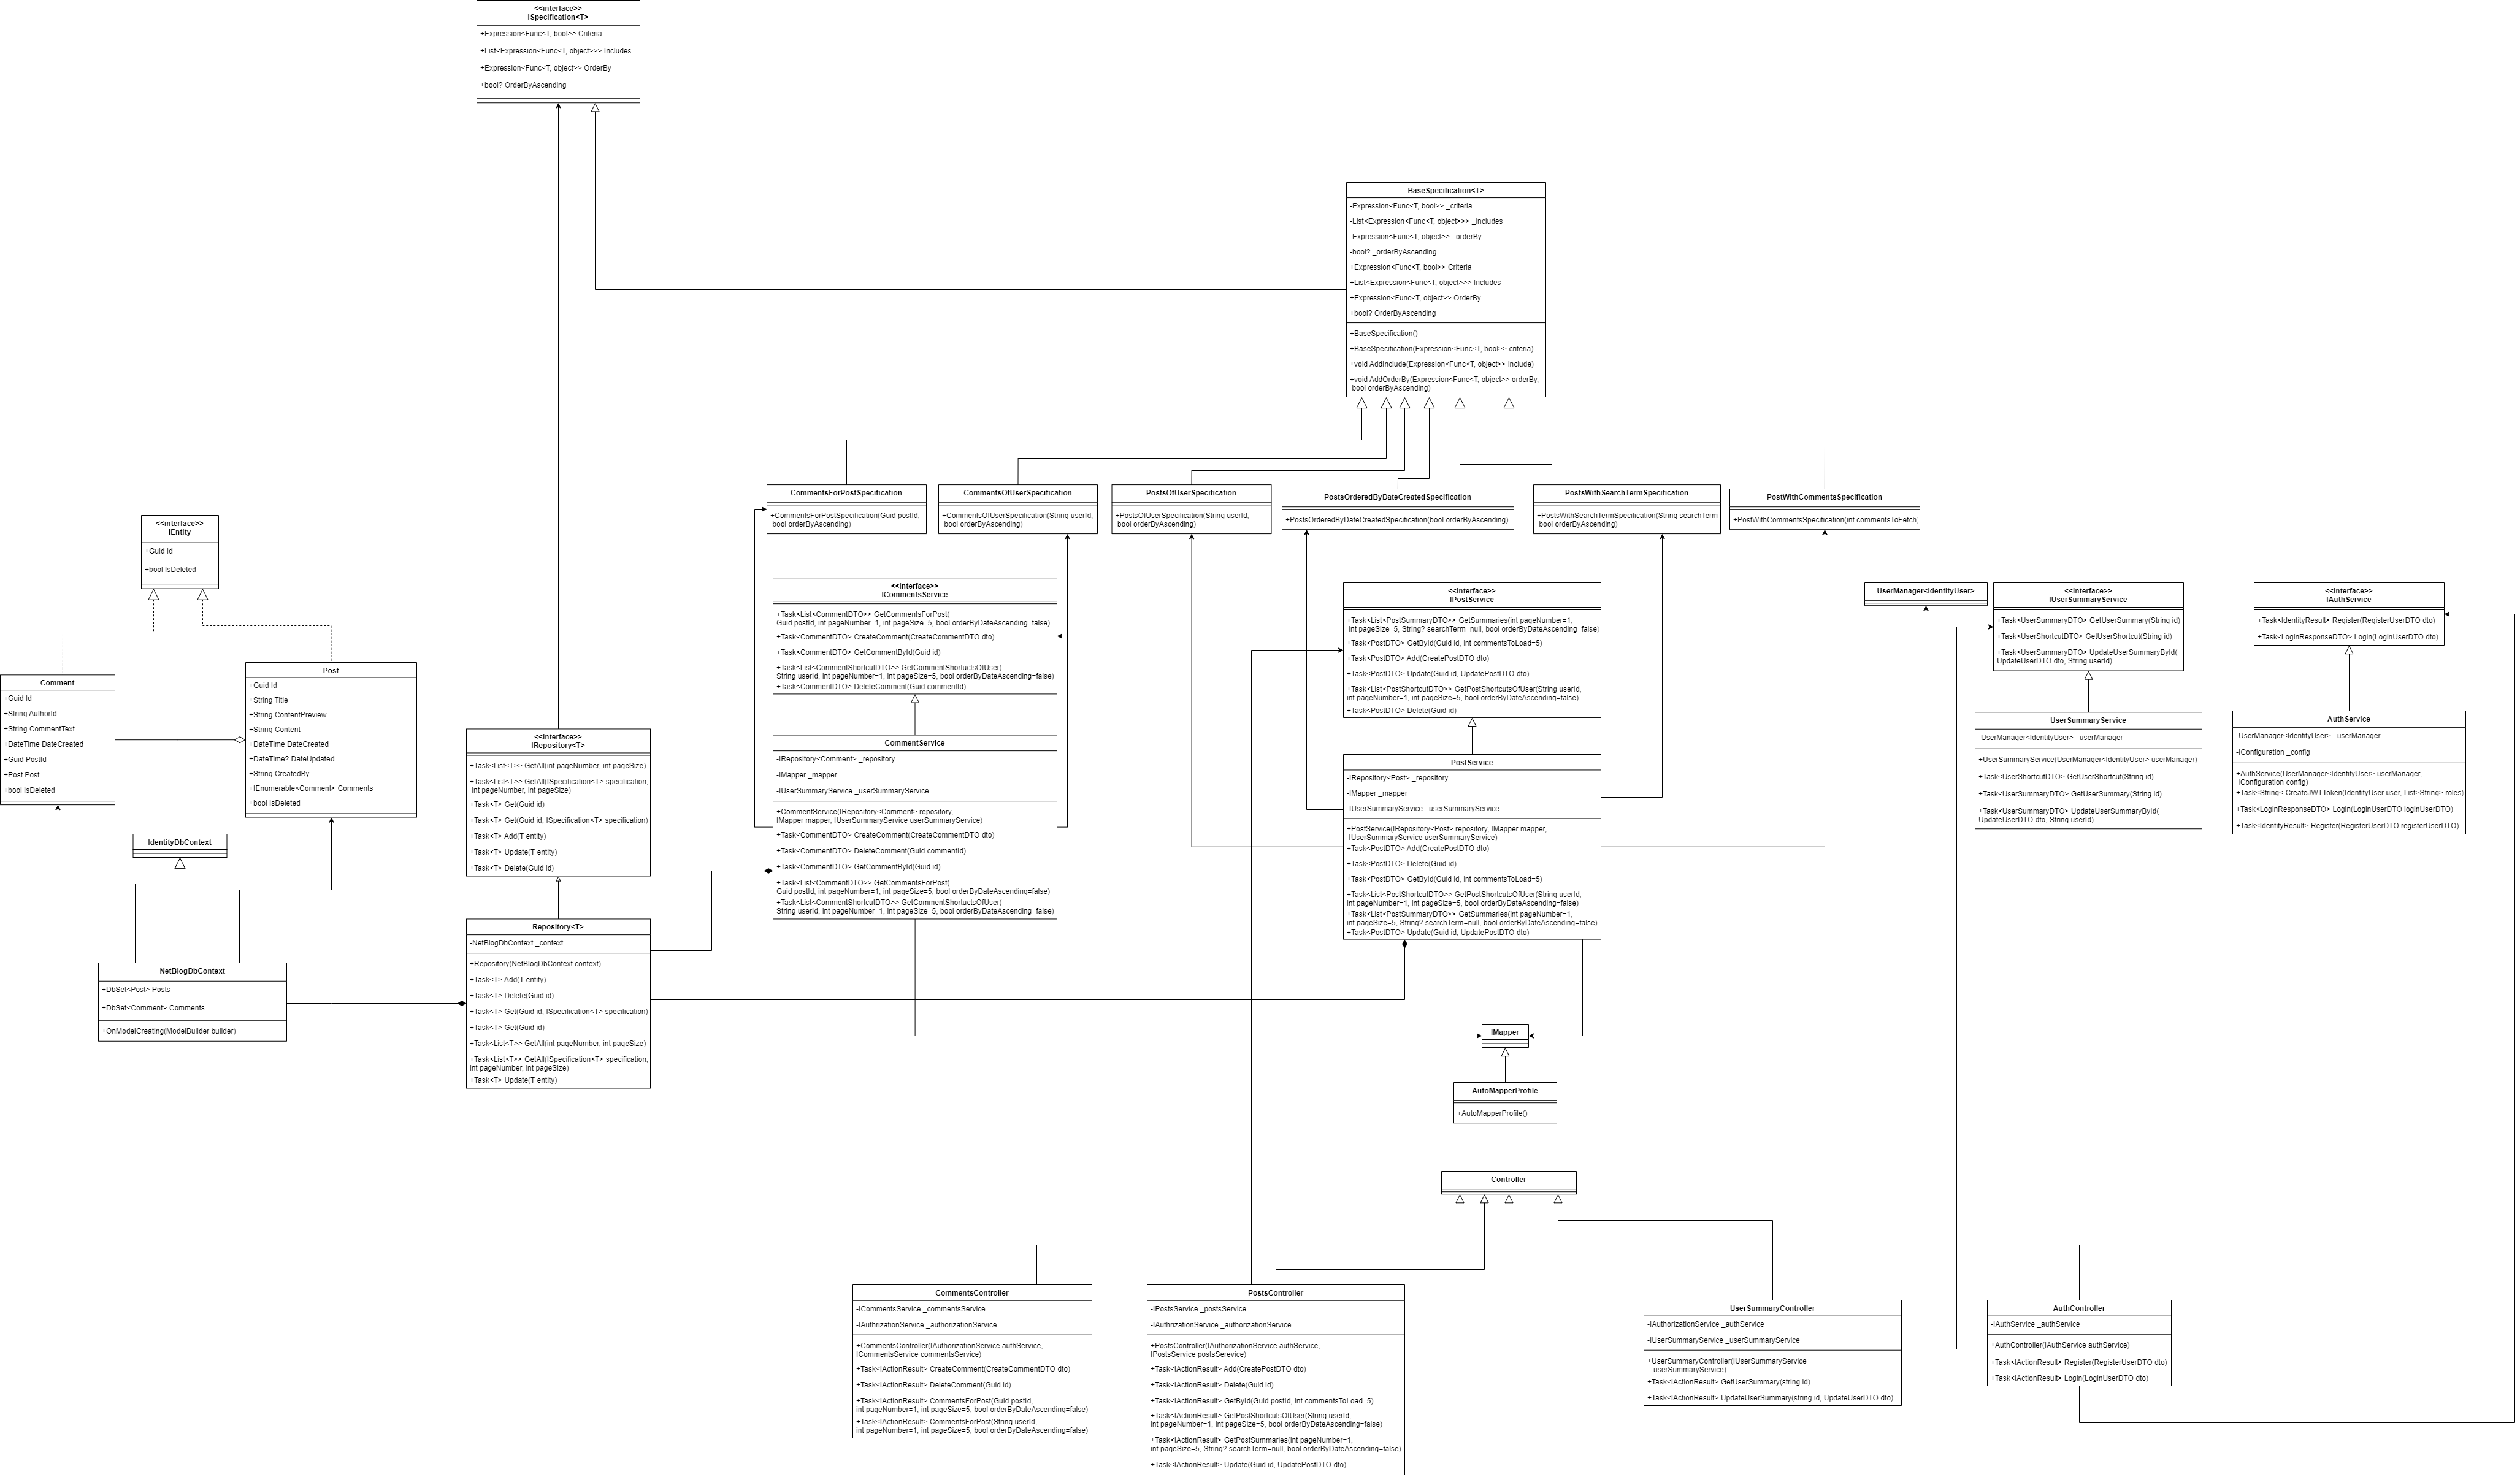 <<interface>>
ISpecification<T>
+Expression<Func<T, bool>> Criteria
+List<Expression<Func<T, object>>> Includes
+Expression<Func<T, object>> OrderBy
+bool? OrderByAscending
BaseSpecification<T>
-Expression<Func<T, bool>> _criteria
-List<Expression<Func<T, object>>> _includes
-Expression<Func<T, object>> _orderBy
-bool? _orderByAscending
+Expression<Func<T, bool>> Criteria
+List<Expression<Func<T, object>>> Includes
+Expression<Func<T, object>> OrderBy
+bool? OrderByAscending
+BaseSpecification()
+BaseSpecification(Expression<Func<T, bool>> criteria)
+void AddInclude(Expression<Func<T, object>> include)
+void AddOrderBy(Expression<Func<T, object>> orderBy,
bool orderByAscending)
CommentsForPostSpecification
+CommentsForPostSpecification(Guid postId,
bool orderByAscending)
CommentsOfUserSpecification
+CommentsOfUserSpecification(String userId,
bool orderByAscending)
PostsOfUserSpecification
+PostsOfUserSpecification(String userId,
bool orderByAscending)
PostsOrderedByDateCreatedSpecification
+PostsOrderedByDateCreatedSpecification(bool orderByAscending)
PostsWithSearchTermSpecification
+PostsWithSearchTermSpecification(String searchTerm
bool orderByAscending)
PostWithCommentsSpecification
+PostWithCommentsSpecification(int commentsToFetch
<<interface>>
IEntity
+Guid Id
+bool IsDeleted
Comment
+Guid Id
+String AuthorId
+String CommentText
+DateTime DateCreated
+Guid PostId
+Post Post
+bool IsDeleted
Post
+Guid Id
+String Title
+String ContentPreview
+String Content
+DateTime DateCreated
+DateTime? DateUpdated
+String CreatedBy
+IEnumerable<Comment> Comments
+bool IsDeleted
IdentityDbContext
NetBlogDbContext
+DbSet<Post> Posts
+DbSet<Comment> Comments
+OnModelCreating(ModelBuilder builder)
<<interface>>
IRepository<T>
+Task<List<T>> GetAll(int pageNumber, int pageSize)
+Task<List<T>> GetAll(ISpecification<T> specification,
int pageNumber, int pageSize)
+Task<T> Get(Guid id)
+Task<T> Get(Guid id, ISpecification<T> specification)
+Task<T> Add(T entity)
+Task<T> Update(T entity)
+Task<T> Delete(Guid id)
Repository<T>
-NetBlogDbContext _context
+Repository(NetBlogDbContext context)
+Task<T> Add(T entity)
+Task<T> Delete(Guid id)
+Task<T> Get(Guid id, ISpecification<T> specification)
+Task<T> Get(Guid id)
+Task<List<T>> GetAll(int pageNumber, int pageSize)
+Task<List<T>> GetAll(ISpecification<T> specification,
int pageNumber, int pageSize)
+Task<T> Update(T entity)
<<interface>>
ICommentsService
+Task<List<CommentDTO>> GetCommentsForPost(
Guid postId, int pageNumber=1, int pageSize=5, bool orderByDateAscending=false)
+Task<CommentDTO> CreateComment(CreateCommentDTO dto)
+Task<CommentDTO> GetCommentById(Guid id)
+Task<List<CommentShortcutDTO>> GetCommentShortuctsOfUser(
String userId, int pageNumber=1, int pageSize=5, bool orderByDateAscending=false)
+Task<CommentDTO> DeleteComment(Guid commentId)
CommentService
-IRepository<Comment> _repository
-IMapper _mapper
-IUserSummaryService _userSummaryService
+CommentService(IRepository<Comment> repository,
IMapper mapper, IUserSummaryService userSummaryService)
+Task<CommentDTO> CreateComment(CreateCommentDTO dto)
+Task<CommentDTO> DeleteComment(Guid commentId)
+Task<CommentDTO> GetCommentById(Guid id)
+Task<List<CommentDTO>> GetCommentsForPost(
Guid postId, int pageNumber=1, int pageSize=5, bool orderByDateAscending=false)
+Task<List<CommentShortcutDTO>> GetCommentShortuctsOfUser(
String userId, int pageNumber=1, int pageSize=5, bool orderByDateAscending=false)
<<interface>>
IPostService
+Task<List<PostSummaryDTO>> GetSummaries(int pageNumber=1,
int pageSize=5, String? searchTerm=null, bool orderByDateAscending=false)
+Task<PostDTO> GetById(Guid id, int commentsToLoad=5)
+Task<PostDTO> Add(CreatePostDTO dto)
+Task<PostDTO> Update(Guid id, UpdatePostDTO dto)
+Task<List<PostShortcutDTO>> GetPostShortcutsOfUser(String userId,
int pageNumber=1, int pageSize=5, bool orderByDateAscending=false)
+Task<PostDTO> Delete(Guid id)
PostService
-IRepository<Post> _repository
-IMapper _mapper
-IUserSummaryService _userSummaryService
+PostService(IRepository<Post> repository, IMapper mapper,
IUserSummaryService userSummaryService)
+Task<PostDTO> Add(CreatePostDTO dto)
+Task<PostDTO> Delete(Guid id)
+Task<PostDTO> GetById(Guid id, int commentsToLoad=5)
+Task<List<PostShortcutDTO>> GetPostShortcutsOfUser(String userId,
int pageNumber=1, int pageSize=5, bool orderByDateAscending=false)
+Task<List<PostSummaryDTO>> GetSummaries(int pageNumber=1,
int pageSize=5, String? searchTerm=null, bool orderByDateAscending=false)
+Task<PostDTO> Update(Guid id, UpdatePostDTO dto)
UserManager<IdentityUser>
<<interface>>
IUserSummaryService
+Task<UserSummaryDTO> GetUserSummary(String id)
+Task<UserShortcutDTO> GetUserShortcut(String id)
+Task<UserSummaryDTO> UpdateUserSummaryById(
UpdateUserDTO dto, String userId)
UserSummaryService
-UserManager<IdentityUser> _userManager
+UserSummaryService(UserManager<IdentityUser> userManager)
+Task<UserShortcutDTO> GetUserShortcut(String id)
+Task<UserSummaryDTO> GetUserSummary(String id)
+Task<UserSummaryDTO> UpdateUserSummaryById(
UpdateUserDTO dto, String userId)
<<interface>>
IAuthService
+Task<IdentityResult> Register(RegisterUserDTO dto)
+Task<LoginResponseDTO> Login(LoginUserDTO dto)
AuthService
-UserManager<IdentityUser> _userManager
-IConfiguration _config
+AuthService(UserManager<IdentityUser> userManager,
IConfiguration config)
+Task<String< CreateJWTToken(IdentityUser user, List>String> roles)
+Task<LoginResponseDTO> Login(LoginUserDTO loginUserDTO)
+Task<IdentityResult> Register(RegisterUserDTO registerUserDTO)
IMapper
AutoMapperProfile
+AutoMapperProfile()
Controller
CommentsController
-ICommentsService _commentsService
-IAuthrizationService _authorizationService
+CommentsController(IAuthorizationService authService,
ICommentsService commentsService)
+Task<IActionResult> CreateComment(CreateCommentDTO dto)
+Task<IActionResult> DeleteComment(Guid id)
+Task<IActionResult> CommentsForPost(Guid postId,
int pageNumber=1, int pageSize=5, bool orderByDateAscending=false)
+Task<IActionResult> CommentsForPost(String userId,
int pageNumber=1, int pageSize=5, bool orderByDateAscending=false)
PostsController
-IPostsService _postsService
-IAuthrizationService _authorizationService
+PostsController(IAuthorizationService authService,
IPostsService postsSerevice)
+Task<IActionResult> Add(CreatePostDTO dto)
+Task<IActionResult> Delete(Guid id)
+Task<IActionResult> GetById(Guid postId, int commentsToLoad=5)
+Task<IActionResult> GetPostShortcutsOfUser(String userId,
int pageNumber=1, int pageSize=5, bool orderByDateAscending=false)
+Task<IActionResult> GetPostSummaries(int pageNumber=1,
int pageSize=5, String? searchTerm=null, bool orderByDateAscending=false)
+Task<IActionResult> Update(Guid id, UpdatePostDTO dto)
UserSummaryController
-IAuthorizationService _authService
-IUserSummaryService _userSummaryService
+UserSummaryController(IUserSummaryService
_userSummaryService)
+Task<IActionResult> GetUserSummary(string id)
+Task<IActionResult> UpdateUserSummary(string id, UpdateUserDTO dto)
AuthController
-IAuthService _authService
+AuthController(IAuthService authService)
+Task<IActionResult> Register(RegisterUserDTO dto)
+Task<IActionResult> Login(LoginUserDTO dto)